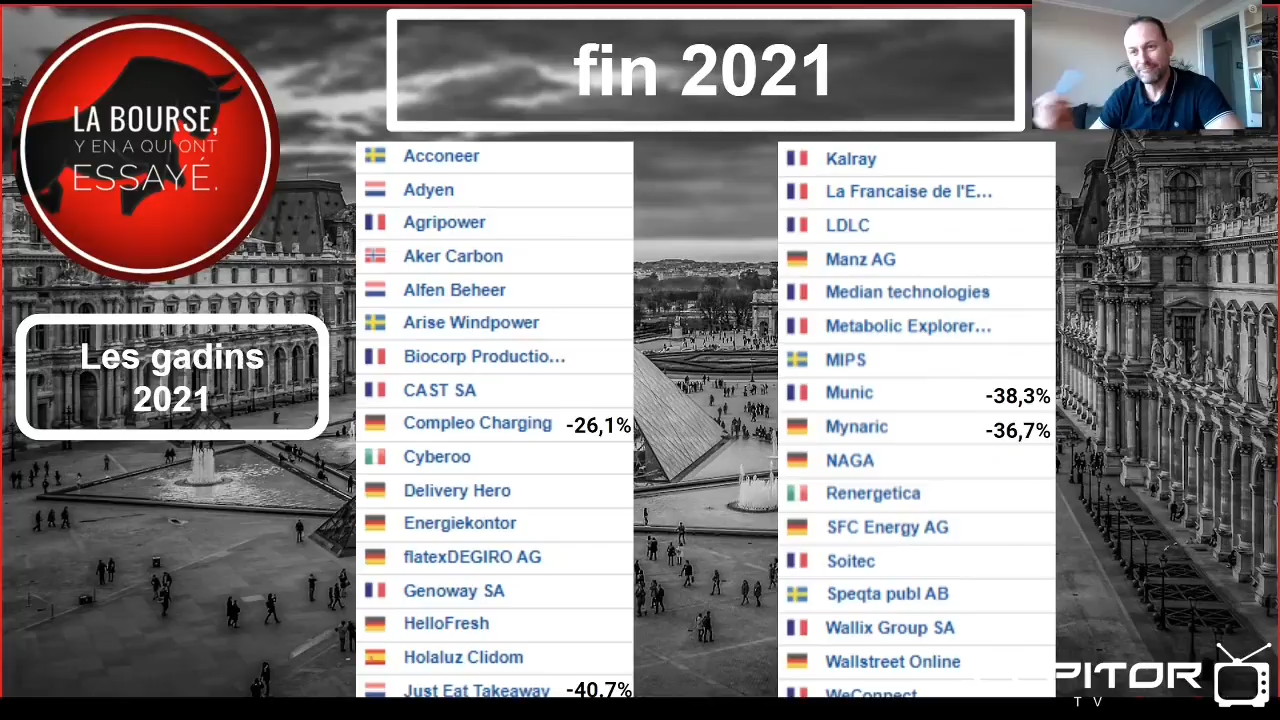 LA BOURSE,
Y EN A QUI ONT
ESSAYÉ.
fin 2021
Les gadins
2021
Acconeer
Adyen
Agripower
Aker Carbon
Alfen Beheer
Arise Windpower
Biocorp Productio...
CAST SA
Compleo Charging -26,1%
Cyberoo
Delivery Hero
Energiekontor
flatexDEGIRO AG
Genoway SA
HelloFresh
Holaluz Clidom
Just Eat Takeaway -40,7%
Kalray
La Francaise de l'E...
LDLC
Manz AG
Median technologies
Metabolic Explorer...
MIPS
Munic -38,3%
Mynaric -36,7%
NAGA
Renergetica
SFC Energy AG
Soitec
Speqta publ AB
Wallix Group SA
Wallstreet Online
WeConnect
PITOR
TV